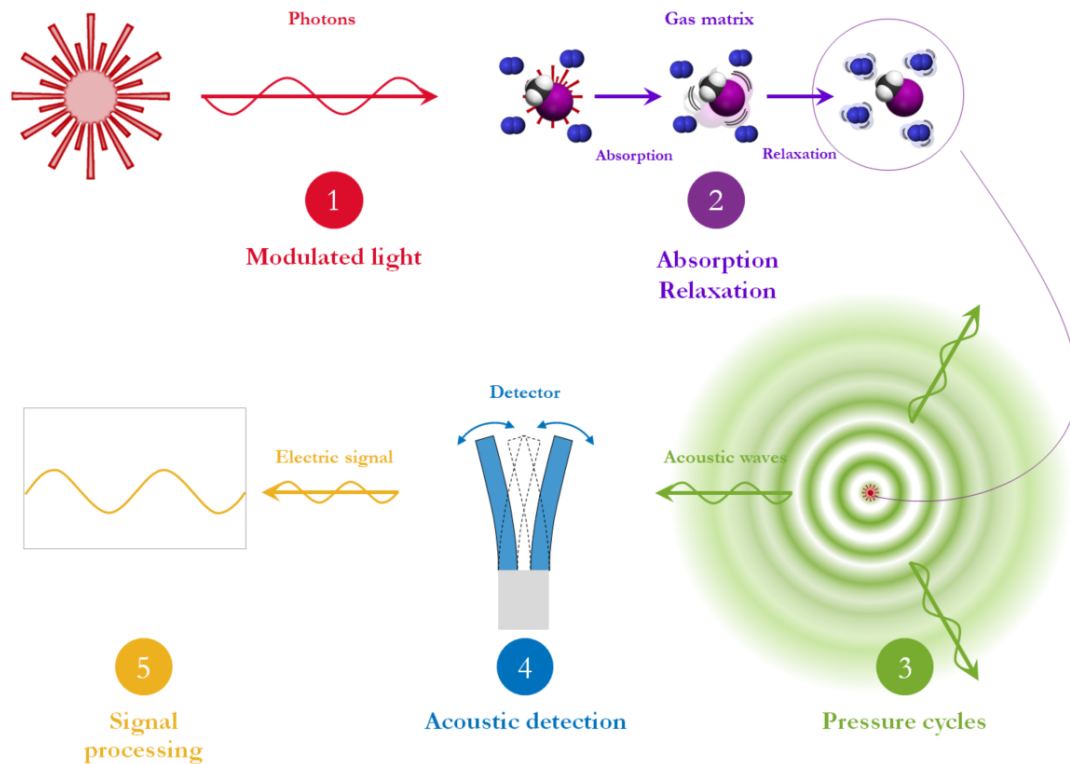 Photons
Gas matrix
Absorption
Relaxation
1
Modulated light
2
Absorption
Relaxation
Detector
Electric signal
Acoustic waves
5
Signal
processing
4
Acoustic detection
3
Pressure cycles